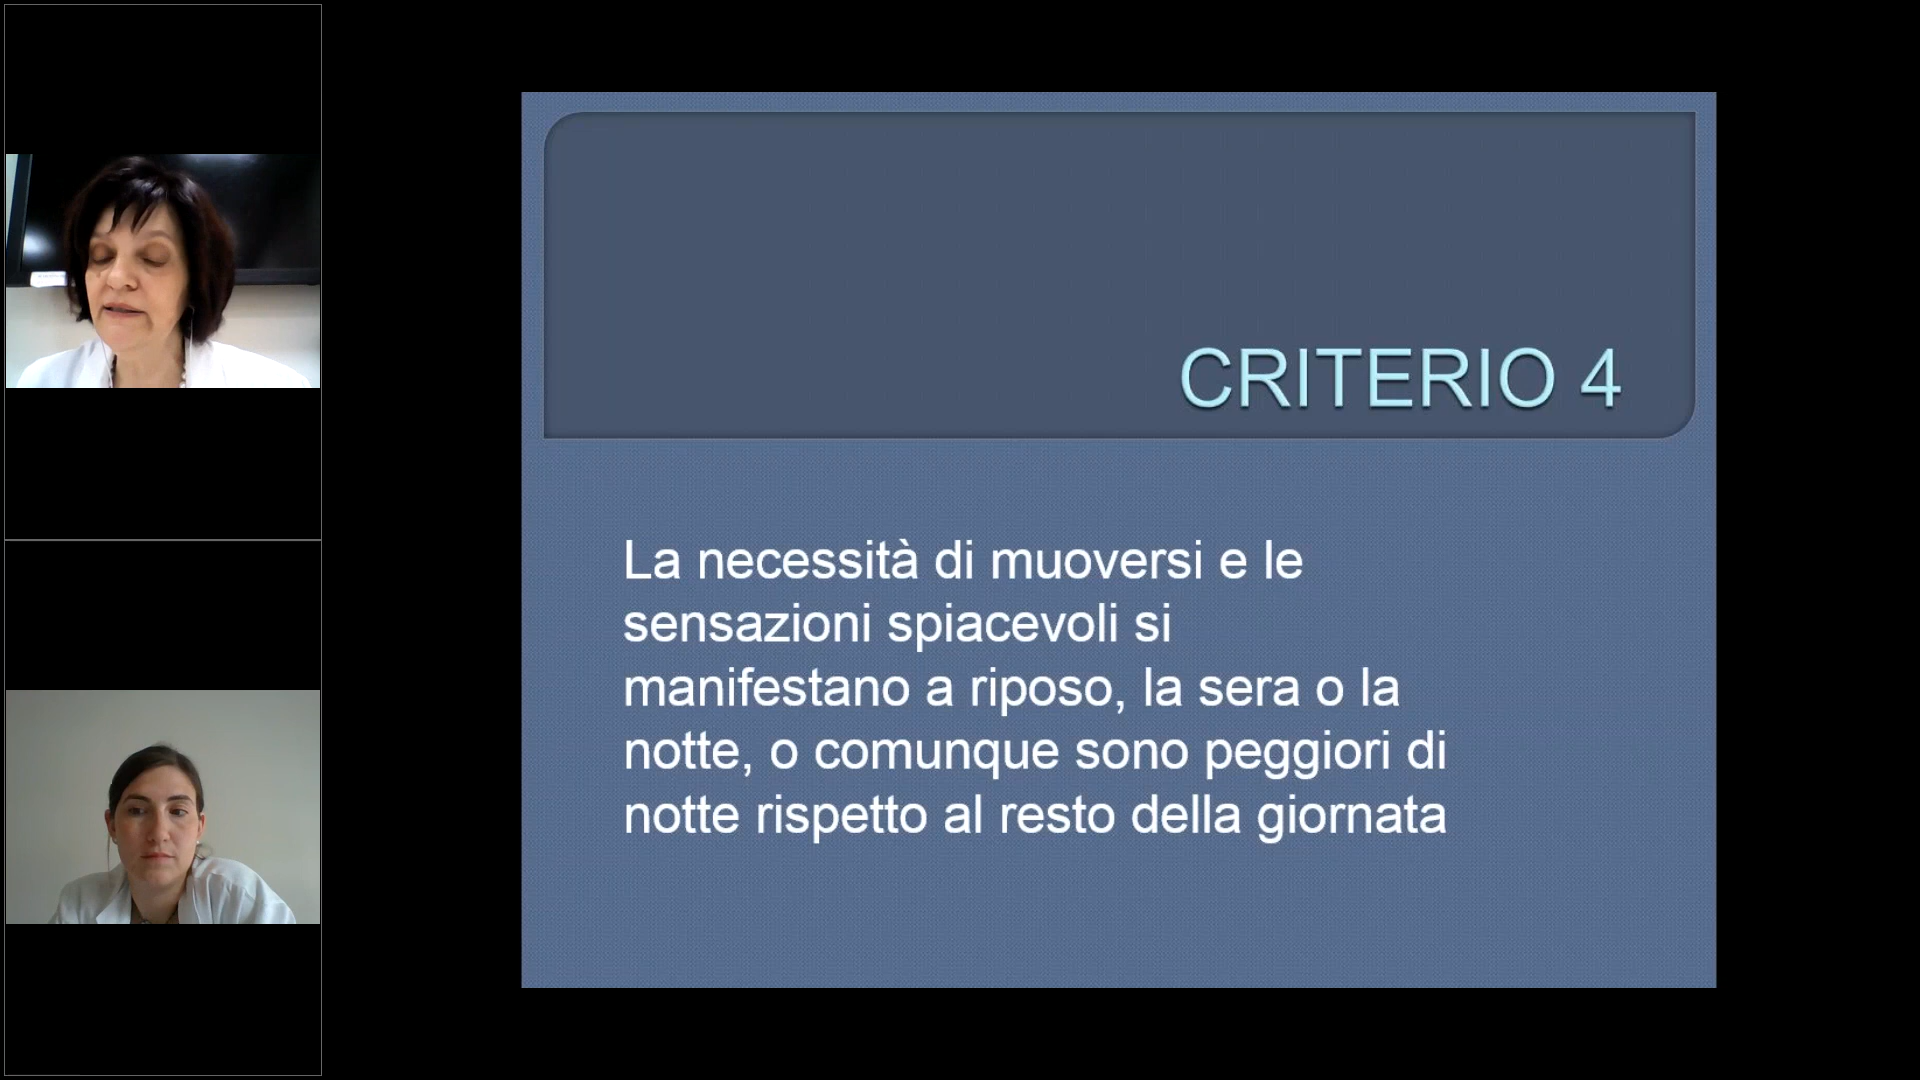 CRITERIO 4
La necessità di muoversi e le
sensazioni spiacevoli si
manifestano a riposo, la sera o la
notte, o comunque sono peggiori di
notte rispetto al resto della giornata